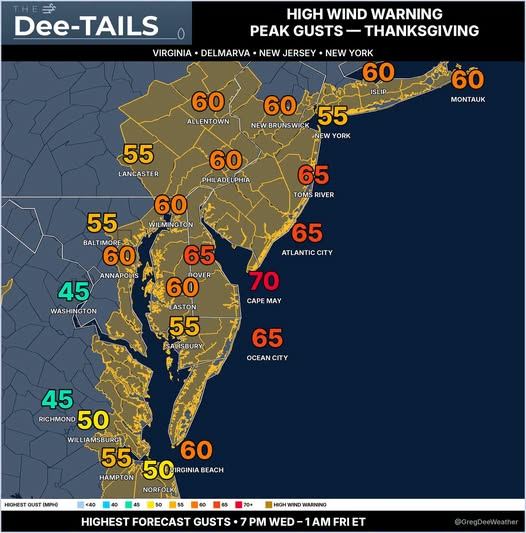 THE
Dee-TAILS
HIGH WIND WARNING
PEAK GUSTS — THANKSGIVING
VIRGINIA • DELMARVA • NEW JERSEY • NEW YORK
60
ISLIP
60
MONTAUK
60
ALLENTOWN
60
NEW BRUNSWICK
55
NEW YORK
55
LANCASTER
60
PHILADELPHIA
65
TOMS RIVER
60
WILMINGTON
55
BALTIMORE
65
ATLANTIC CITY
60
ANNAPOLIS
65
DOVER
70
CAPE MAY
45
WASHINGTON
60
EASTON
55
SALISBURY
65
OCEAN CITY
45
RICHMOND
50
WILLIAMSBURG
55
HAMPTON
50
NORFOLK
60
VIRGINIA BEACH
HIGHEST GUST (MPH) <40 40 45 50 55 60 65 70+ HIGH WIND WARNING
HIGHEST FORECAST GUSTS • 7 PM WED – 1 AM FRI ET
@GregDeeWeather